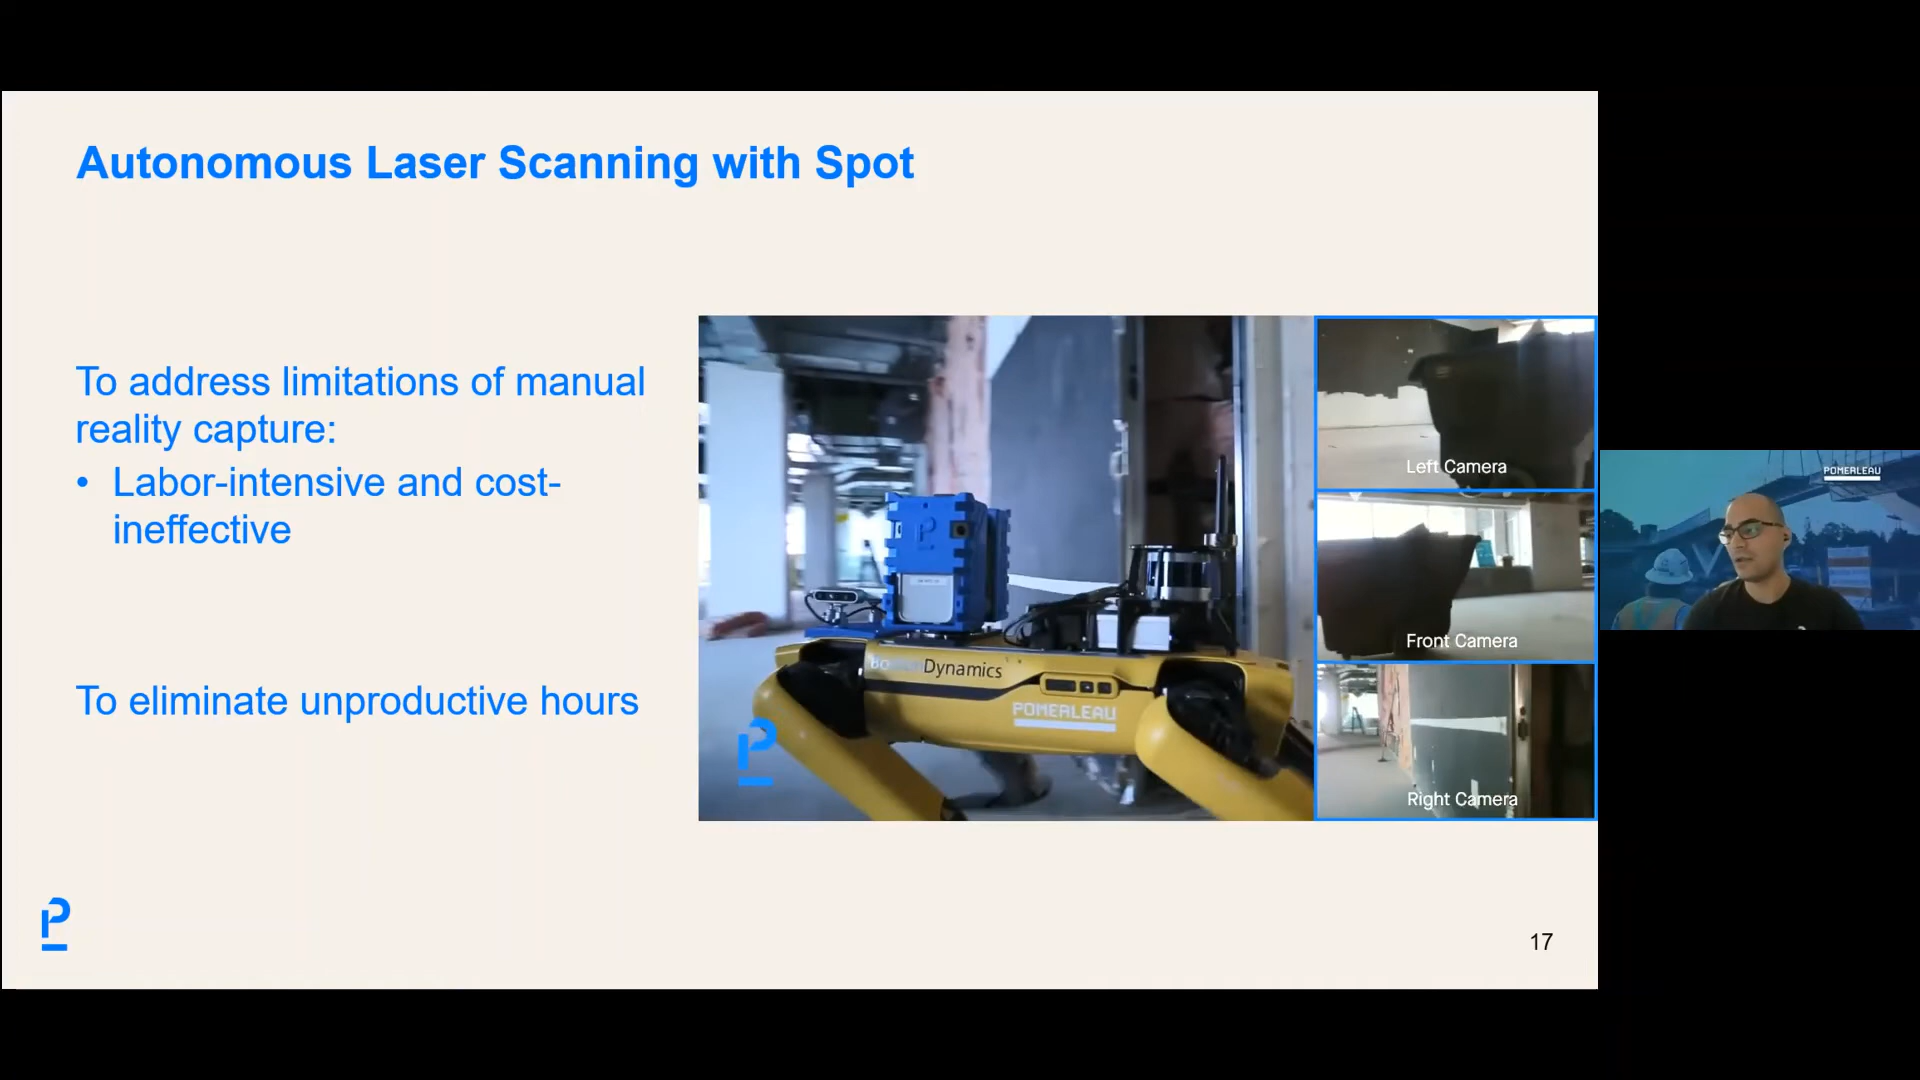 Autonomous Laser Scanning with Spot
To address limitations of manual
reality capture:
• Labor-intensive and cost-
ineffective
To eliminate unproductive hours
BostonDynamics
POMERLEAU
Left Camera
Front Camera
Right Camera
POMERLEAU
17